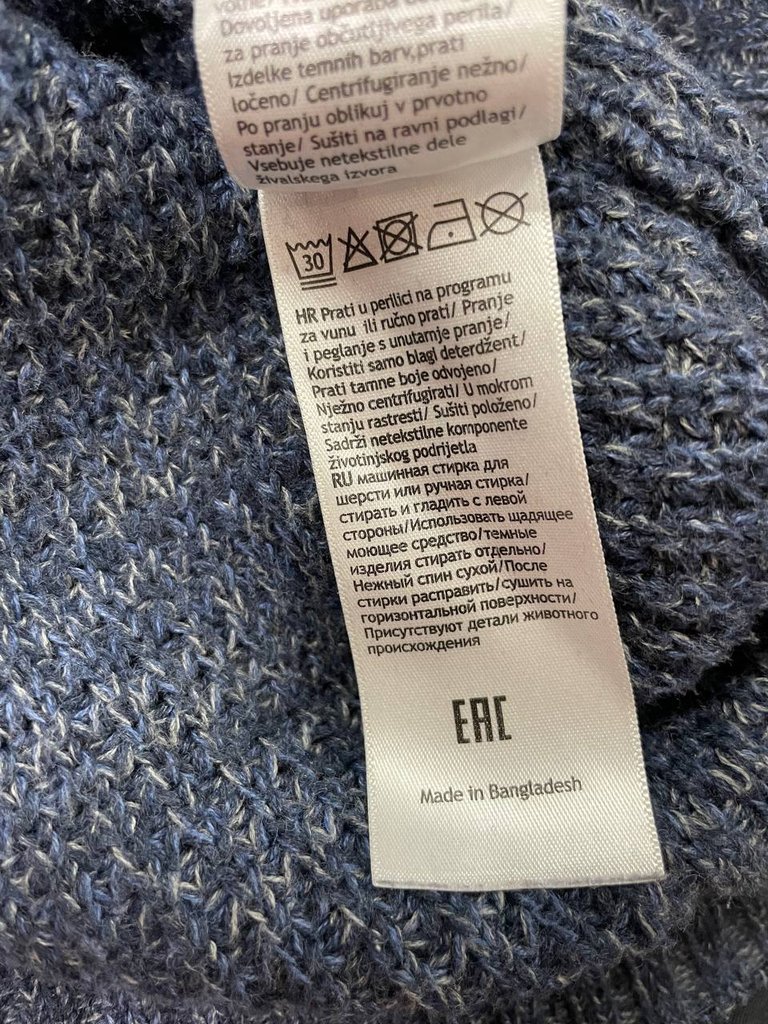 Dovoljena uporaba
za pranje občutljivega perila/
Izdelke temnih barv,prati
ločeno/ Centrifugiranje nežno/
Po pranju oblikuj v prvotno
stanje/ Sušiti na ravni podlagi/
Vsebuje netekstilne dele
živalskega izvora
30
HR Prati u perilici na programu
za vunu ili ručno prati/ Pranje
i peglanje s unutarnje pranje/
Koristiti samo blagi deterdžent/
Prati tamne boje odvojeno/
Nježno centrifugirati/ U mokrom
stanju rastresti/ Sušiti položeno/
Sadrži netekstilne komponente
životinjskog podrijetla
RU машинная стирка для
шерсти или ручная стирка/
стирать и гладить с левой
стороны/Использовать щадящее
моющее средство/темные
изделия стирать отдельно/
Нежный спин сухой/После
стирки расправить/сушить на
горизонтальной поверхности/
Присутствуют детали животного
происхождения
EAC
Made in Bangladesh